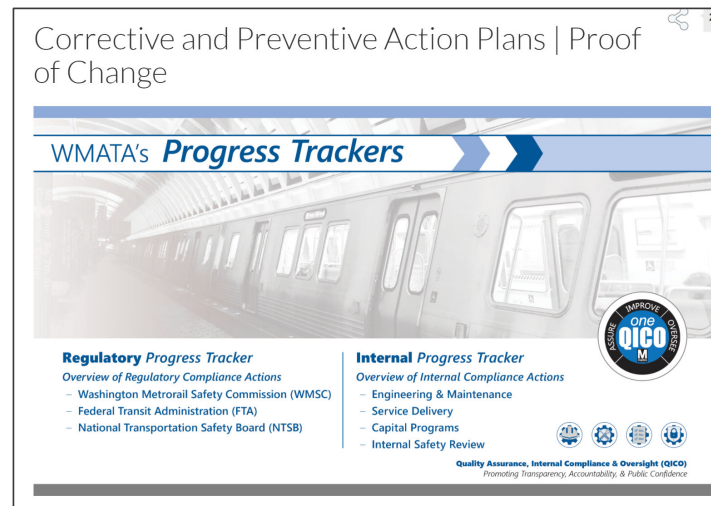 Corrective and Preventive Action Plans | Proof
of Change
WMATA's Progress Trackers
Regulatory Progress Tracker
Overview of Regulatory Compliance Actions
– Washington Metrorail Safety Commission (WMSC)
– Federal Transit Administration (FTA)
– National Transportation Safety Board (NTSB)
Internal Progress Tracker
Overview of Internal Compliance Actions
– Engineering & Maintenance
– Service Delivery
– Capital Programs
– Internal Safety Review
ASSURE IMPROVE OVERSEE
one
QICO
M
Quality Assurance, Internal Compliance & Oversight (QICO)
Promoting Transparency, Accountability, & Public Confidence